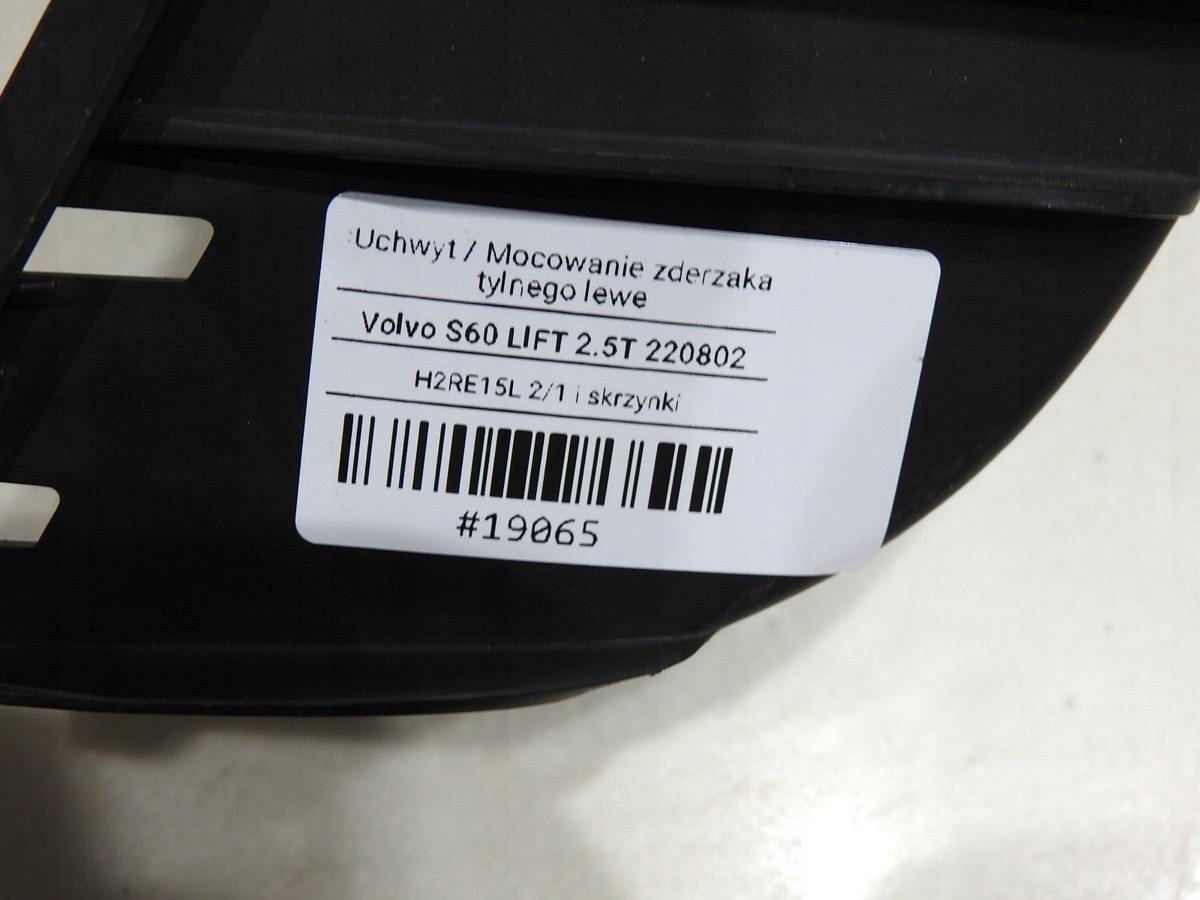 Uchwyt / Mocowanie zderzaka
tylnego lewe
Volvo S60 LIFT 2.5T 220802
H2RE15L 2/1 i skrzynki
#19065